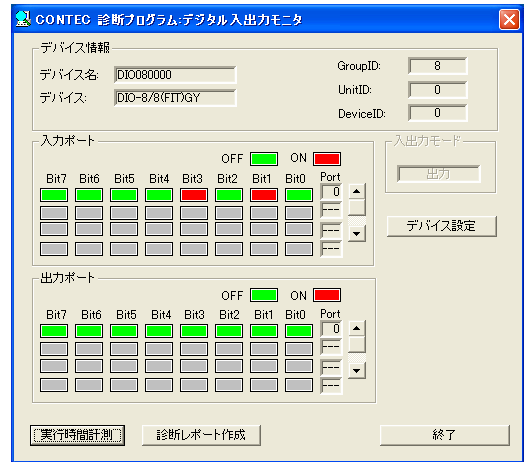 CONTEC 診断プログラム:デジタル入出力モニタ
デバイス情報
デバイス名: DIO080000
デバイス: DIO-8/8(FIT)GY
GroupID: 8
UnitID: 0
DeviceID: 0
入力ポート
OFF ON
Bit7 Bit6 Bit5 Bit4 Bit3 Bit2 Bit1 Bit0 Port
0
---
---
---
入出力モード
出力
デバイス設定
出力ポート
OFF ON
Bit7 Bit6 Bit5 Bit4 Bit3 Bit2 Bit1 Bit0 Port
0
---
---
---
実行時間計測 診断レポート作成 終了